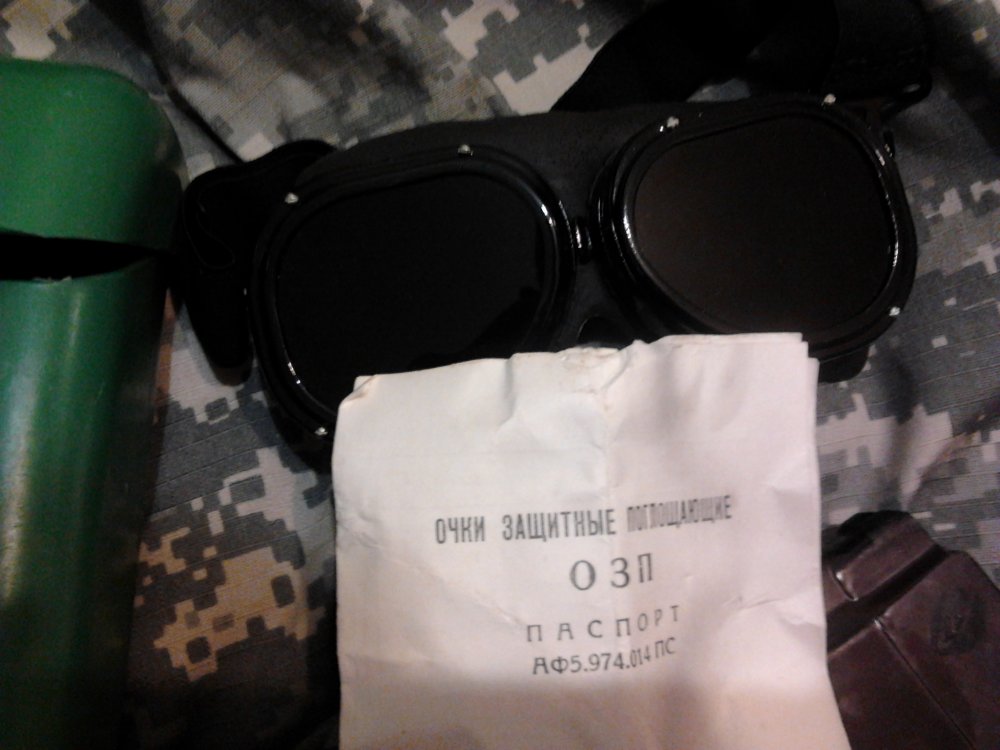 ОЧКИ ЗАЩИТНЫЕ ПОГЛОЩАЮЩИЕ
ОЗП
ПАСПОРТ
АФ5.974.014 ПС